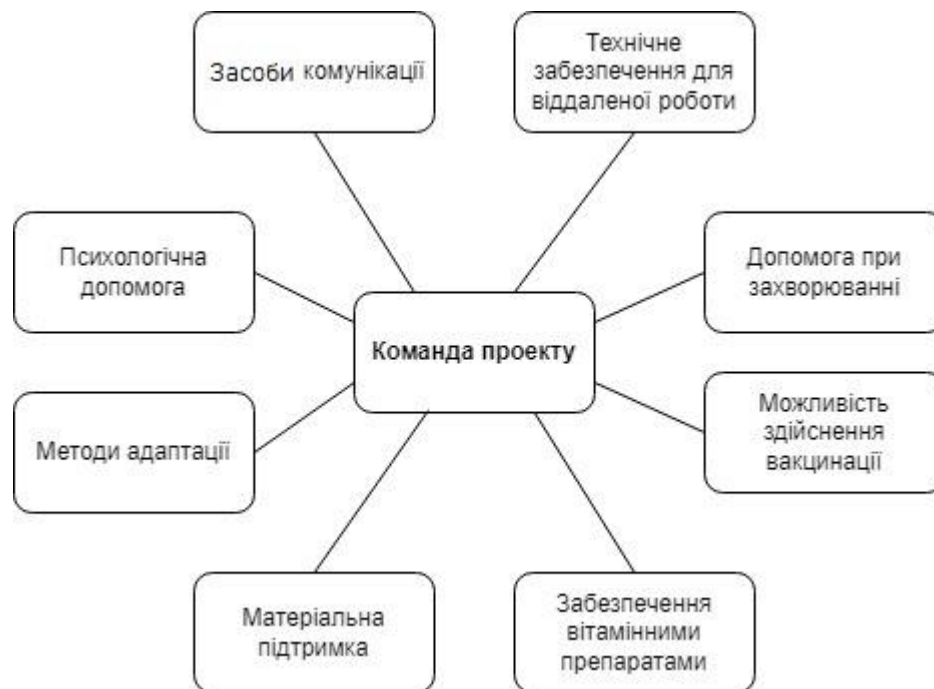 Засоби комунікації
Технічне
забезпечення для
віддаленої роботи
Психологічна
допомога
Допомога при
захворюванні
Команда проекту
Методи адаптації
Можливість
здійснення
вакцинації
Матеріальна
підтримка
Забезпечення
вітамінними
препаратами